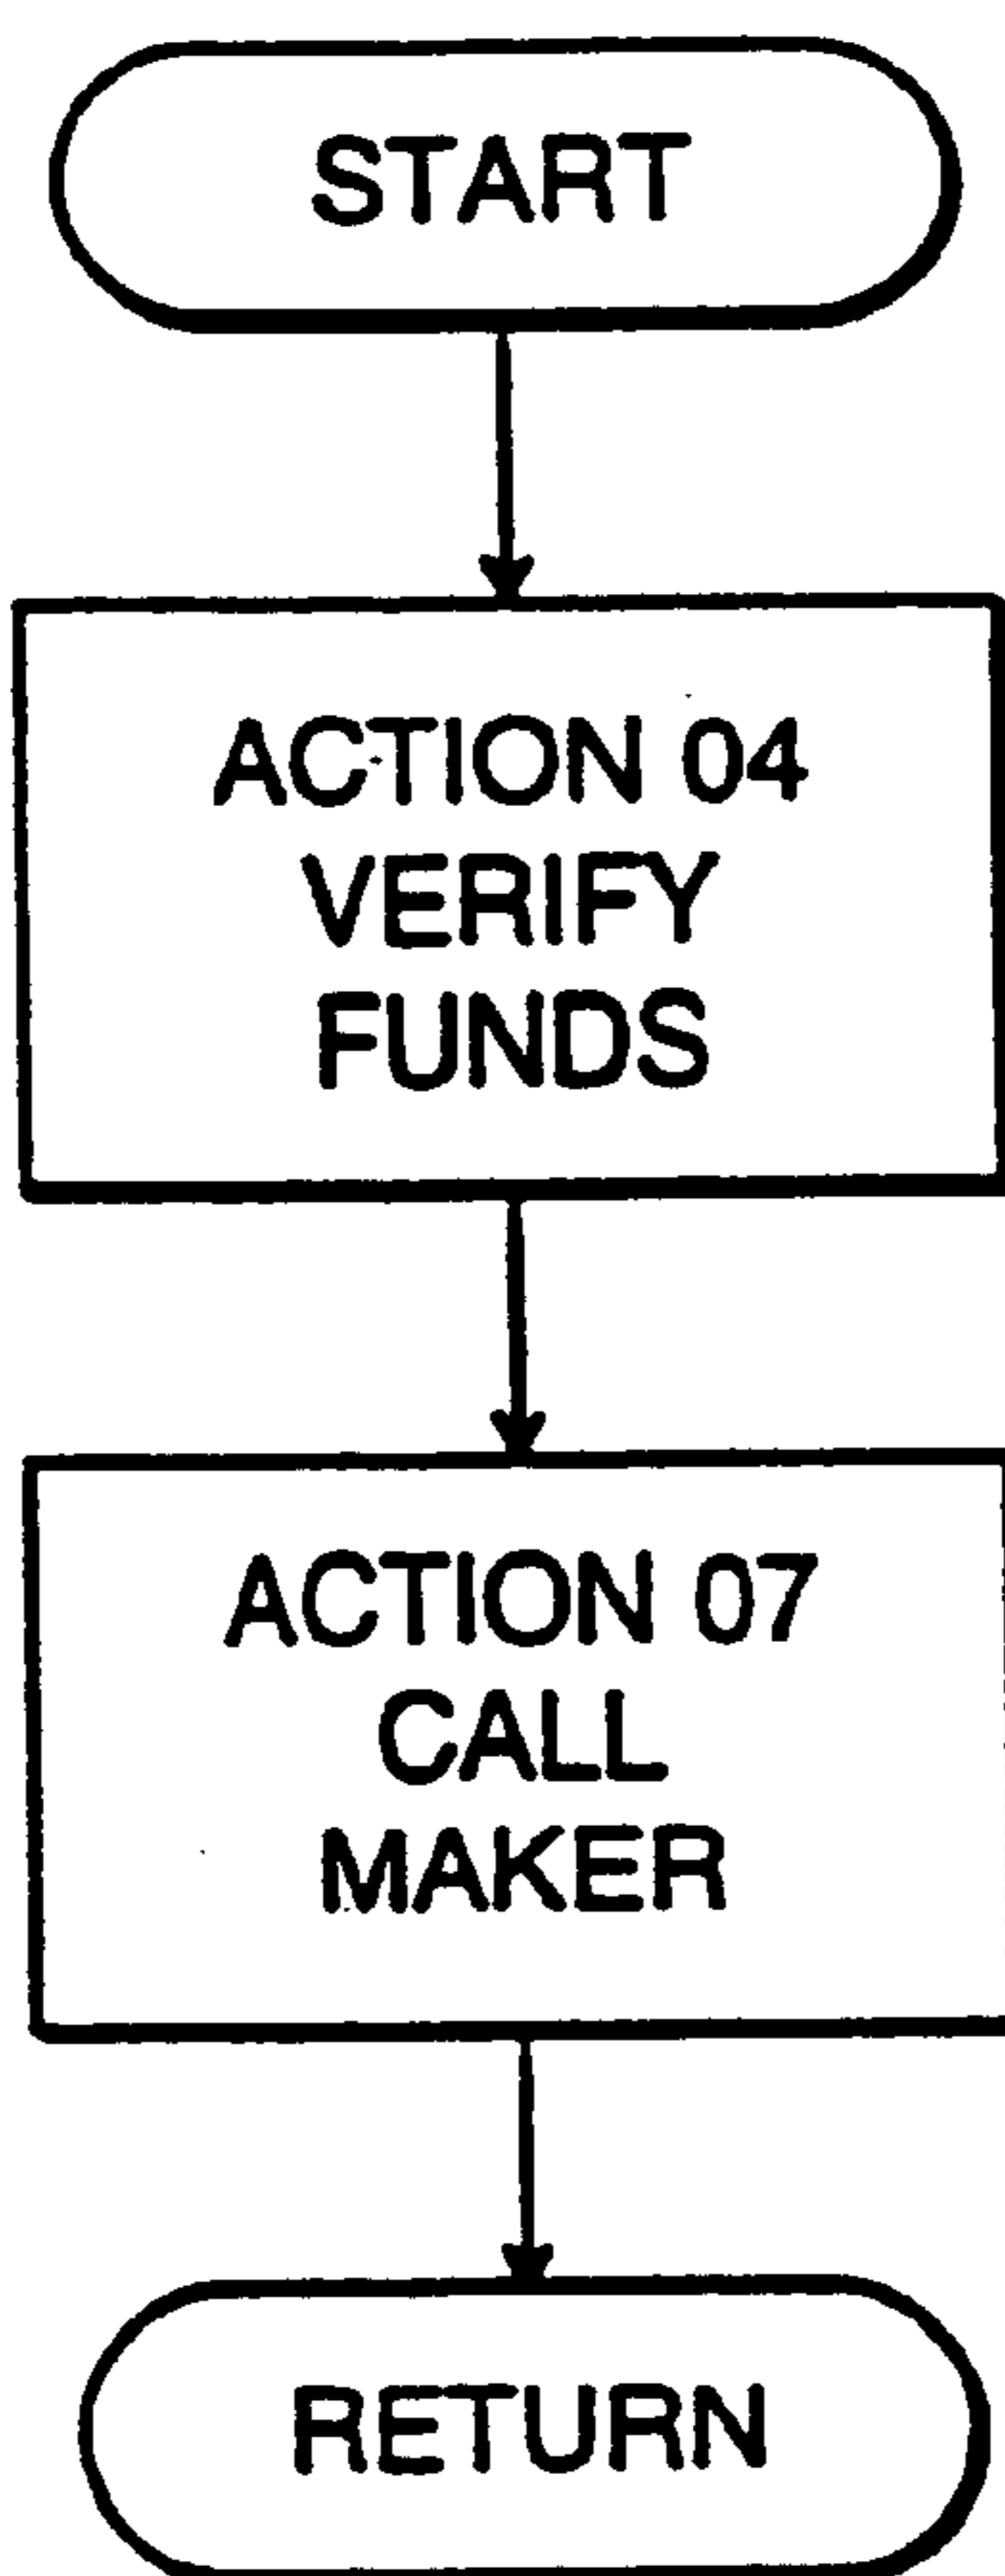 START
ACTION 04
VERIFY
FUNDS
ACTION 07
CALL
MAKER
RETURN